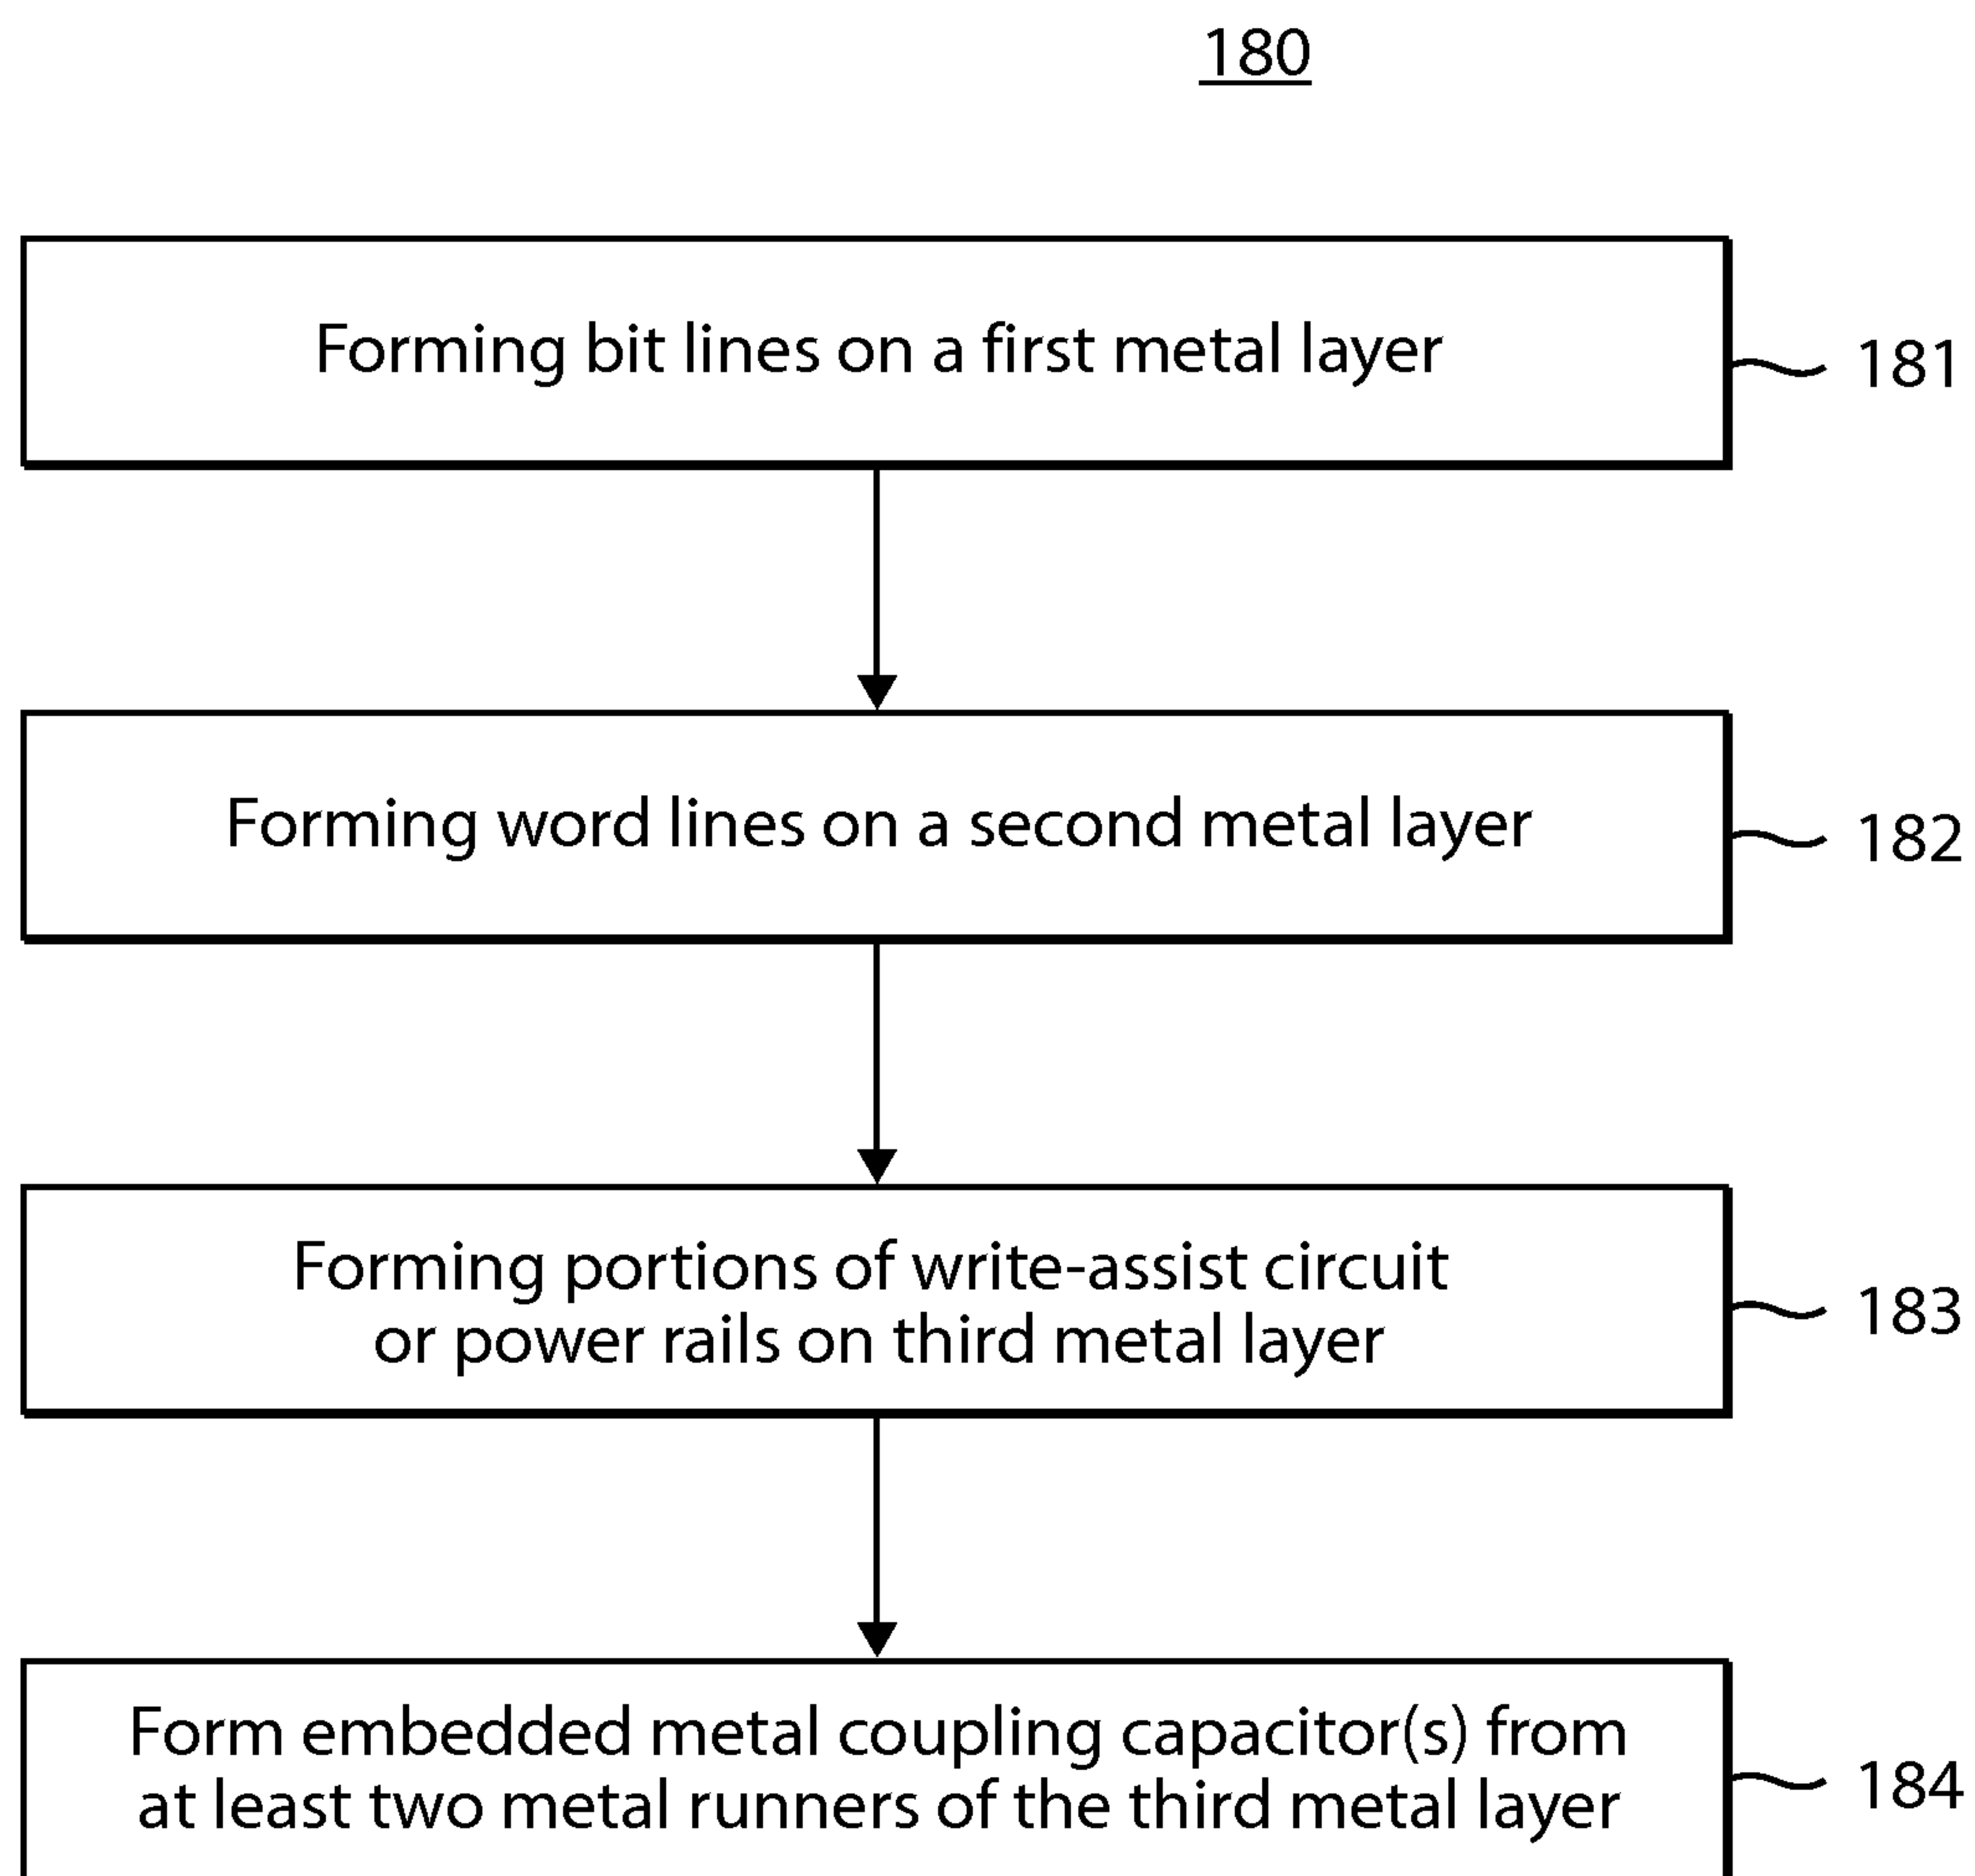 180
Forming bit lines on a first metal layer
181
Forming word lines on a second metal layer
182
Forming portions of write-assist circuit
or power rails on third metal layer
183
Form embedded metal coupling capacitor(s) from
at least two metal runners of the third metal layer
184